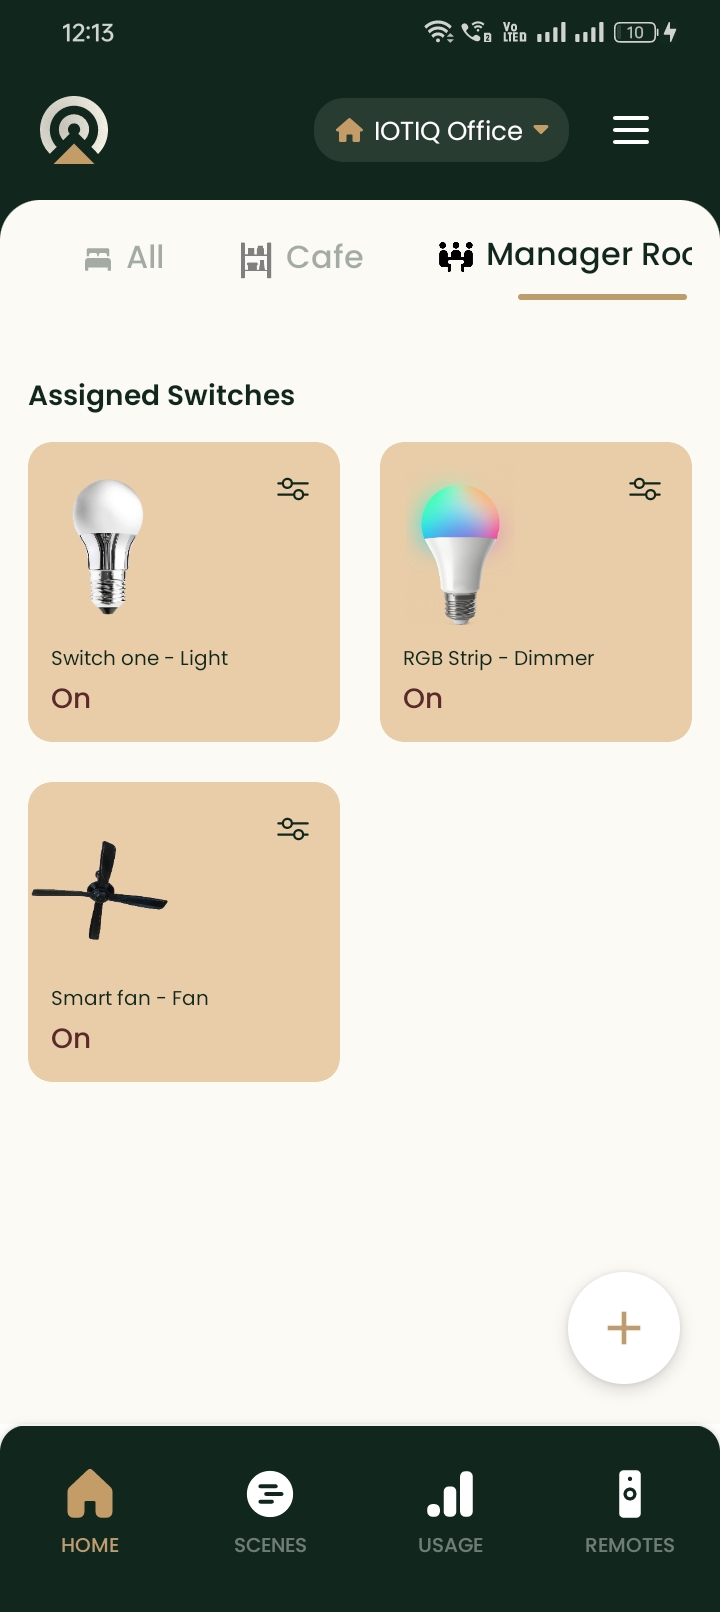 12:13
Vo
LTE D
2
10
IOTIQ Office
All
Cafe
Manager Roo
Assigned Switches
Switch one - Light
On
RGB Strip - Dimmer
On
Smart fan - Fan
On
HOME
SCENES
USAGE
REMOTES